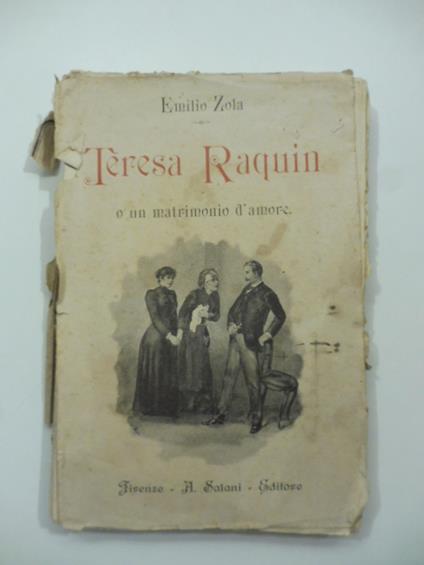 Emilio Zola
Tèresa Raquin
o un matrimonio d'amore.
Firenze - A. Salani - Editore